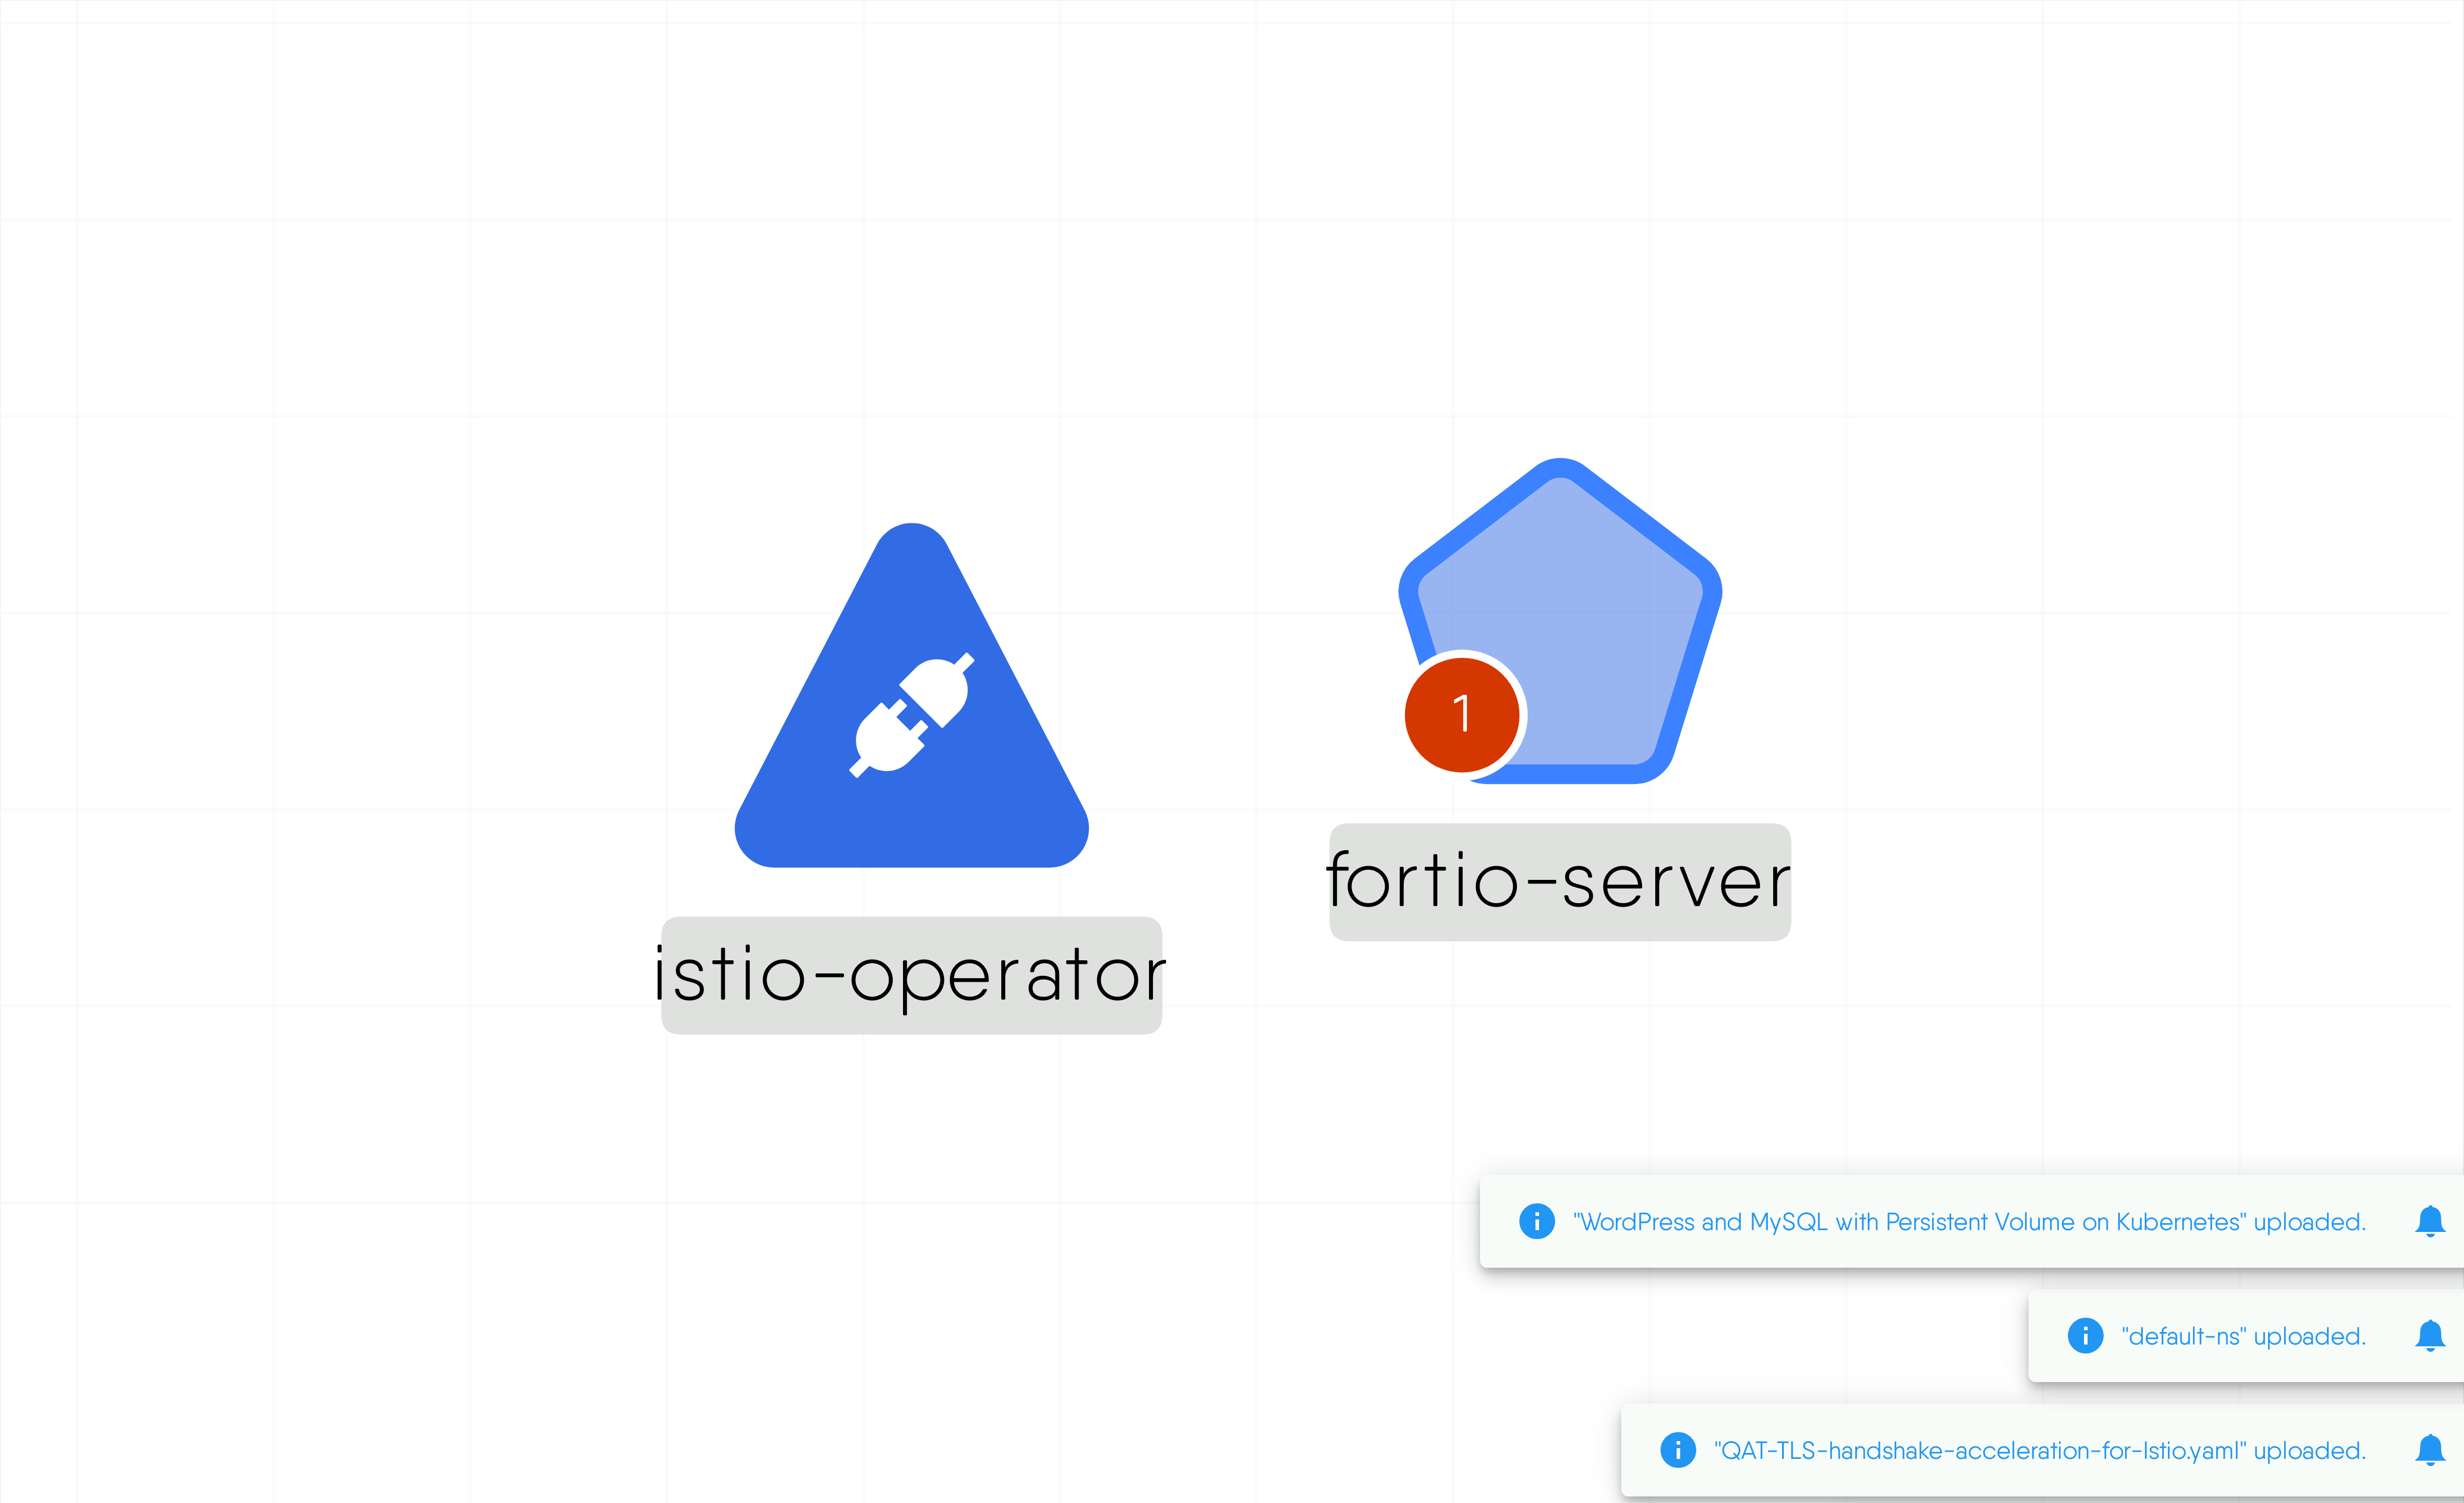 1
fortio-server
istio-operator
"WordPress and MySQL with Persistent Volume on Kubernetes" uploaded.
"default-ns" uploaded.
"QAT-TLS-handshake-acceleration-for-Istio.yaml" uploaded.